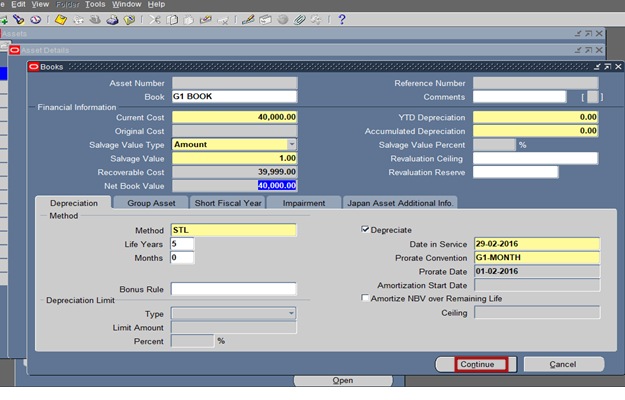 e Edit View Folder Tools Window Help
?
Assets
Asset Details
Books
Asset Number
Reference Number
Book G1 BOOK
Comments [ ]
Financial Information
Current Cost 40,000.00
YTD Depreciation 0.00
Original Cost
Accumulated Depreciation 0.00
Salvage Value Type Amount
Salvage Value Percent %
Salvage Value 1.00
Revaluation Ceiling
Recoverable Cost 39,999.00
Revaluation Reserve
Net Book Value 40,000.00
Depreciation Group Asset Short Fiscal Year Impairment Japan Asset Additional Info.
Method
Method STL
Life Years 5
Months 0
Bonus Rule
Depreciation Limit
Type
Limit Amount
Percent %
Depreciate
Date in Service 29-02-2016
Prorate Convention G1-MONTH
Prorate Date 01-02-2016
Amortization Start Date
Amortize NBV over Remaining Life
Ceiling
Continue Cancel
Open